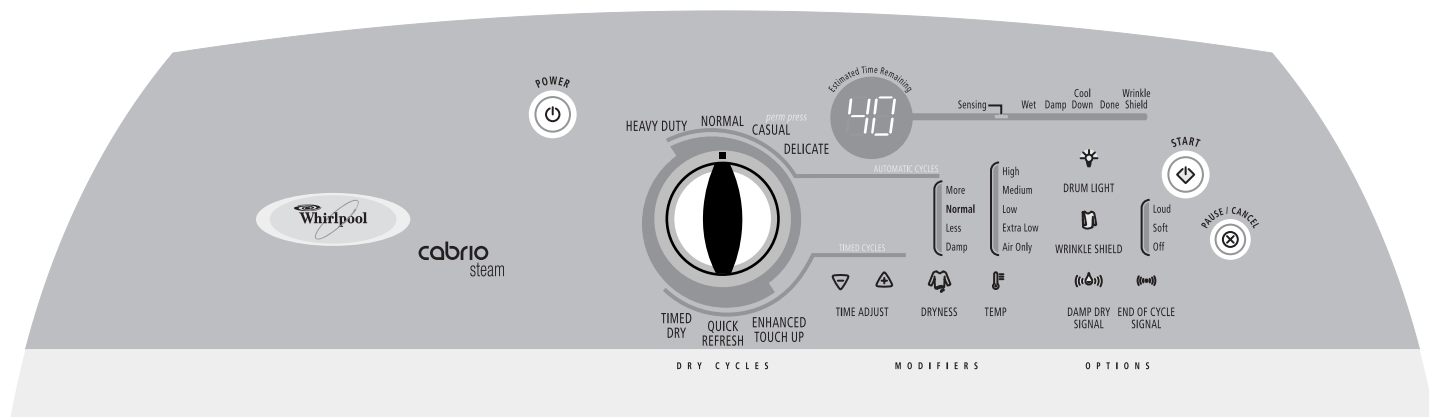 POWER
Whirlpool
cabrio
steam
HEAVY DUTY
NORMAL
perm press
CASUAL
DELICATE
AUTOMATIC CYCLES
TIMED CYCLES
TIMED
DRY
QUICK
REFRESH
ENHANCED
TOUCH UP
DRY CYCLES
Estimated Time Remaining
40
Sensing
Wet
Damp
Cool
Down
Done
Wrinkle
Shield
More
Normal
Less
Damp
High
Medium
Low
Extra Low
Air Only
TIME ADJUST
DRYNESS
TEMP
MODIFIERS
DRUM LIGHT
WRINKLE SHIELD
Loud
Soft
Off
DAMP DRY
SIGNAL
END OF CYCLE
SIGNAL
OPTIONS
START
PAUSE / CANCEL